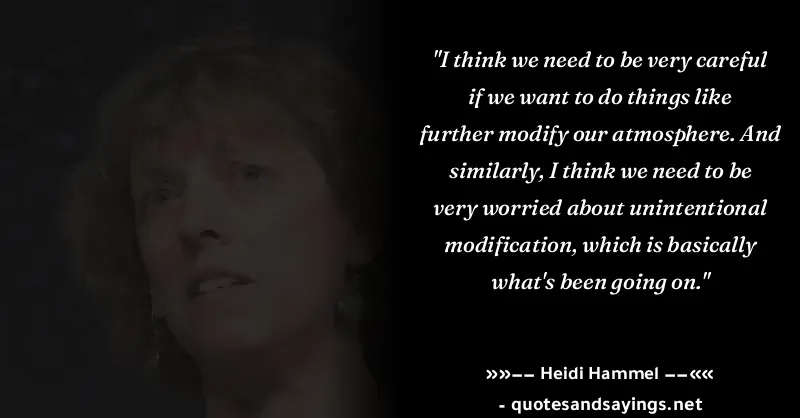 "I think we need to be very careful
if we want to do things like
further modify our atmosphere. And
similarly, I think we need to be
very worried about unintentional
modification, which is basically
what's been going on."
»»−− Heidi Hammel −−««
- quotesandsayings.net